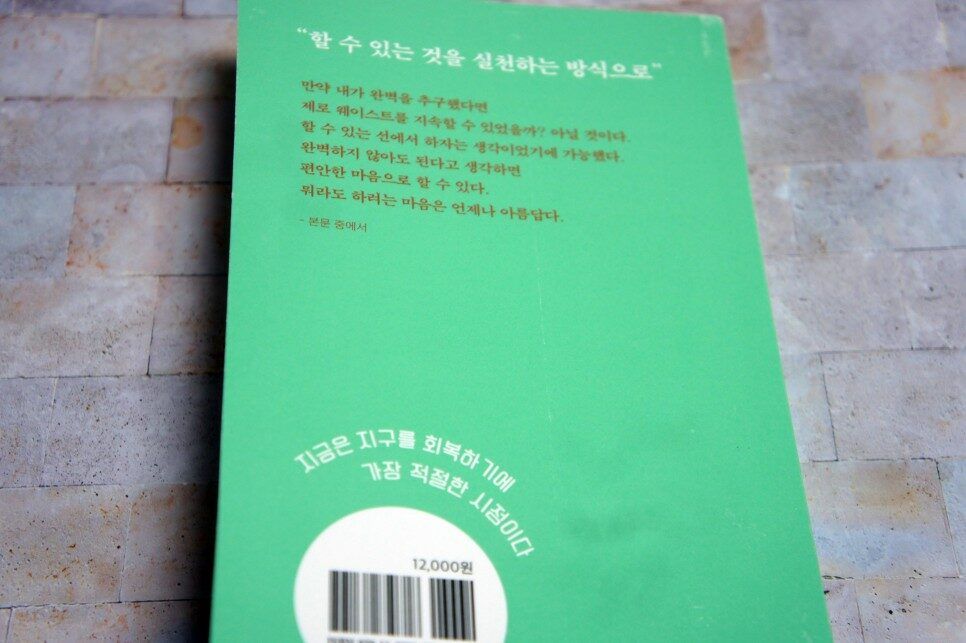 “할 수 있는 것을 실천하는 방식으로”
만약 내가 완벽을 추구했다면
제로 웨이스트를 지속할 수 있었을까? 아닐 것이다.
할 수 있는 선에서 하자는 생각이었기에 가능했다.
완벽하지 않아도 된다고 생각하면
편안한 마음으로 할 수 있다.
뭐라도 하려는 마음은 언제나 아름답다.
- 본문 중에서
지금은 지구를 회복하기에
가장 적절한 시점이다
12,000원